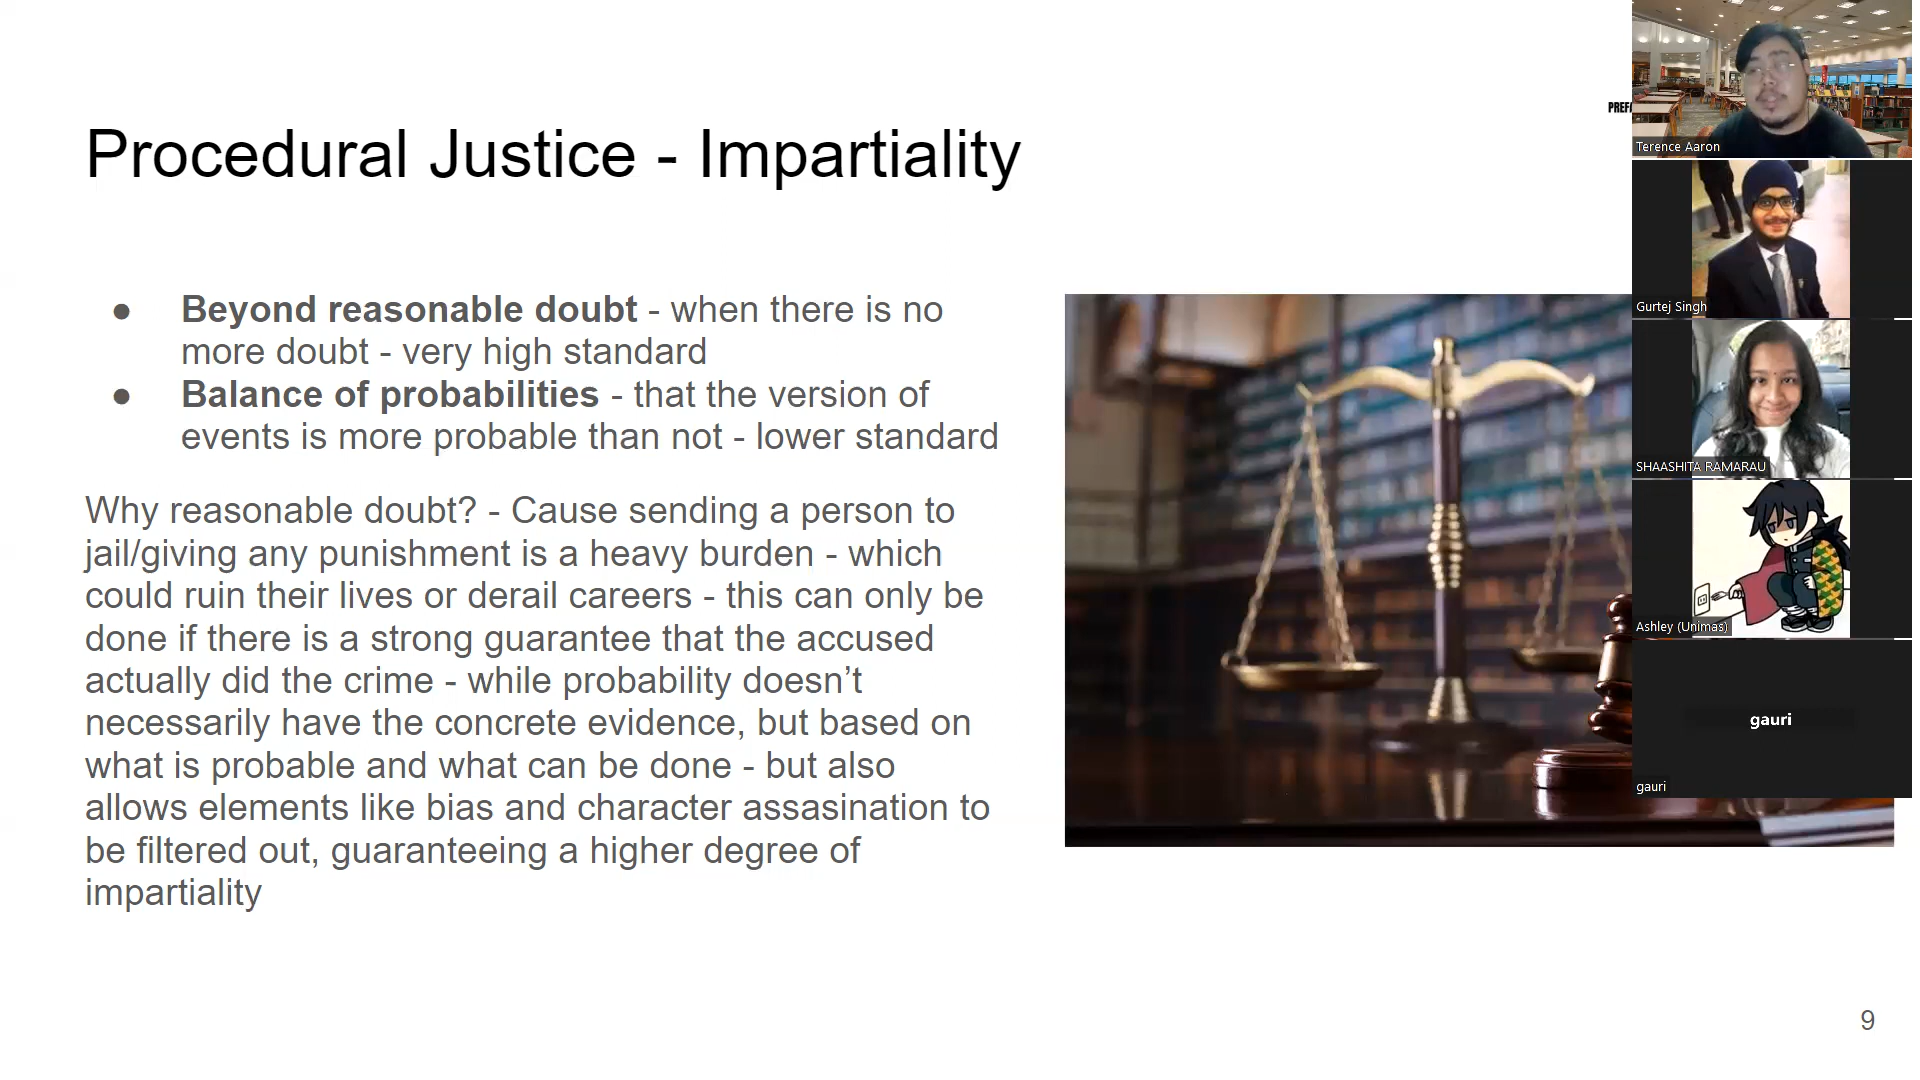 Procedural Justice - Impartiality
● Beyond reasonable doubt - when there is no
more doubt - very high standard
● Balance of probabilities - that the version of
events is more probable than not - lower standard
Why reasonable doubt? - Cause sending a person to
jail/giving any punishment is a heavy burden - which
could ruin their lives or derail careers - this can only be
done if there is a strong guarantee that the accused
actually did the crime - while probability doesn’t
necessarily have the concrete evidence, but based on
what is probable and what can be done - but also
allows elements like bias and character assasination to
be filtered out, guaranteeing a higher degree of
impartiality
9
Terence Aaron
Gurtej Singh
SHAASHITA RAMARAU
Ashley (Unimas)
gauri
gauri